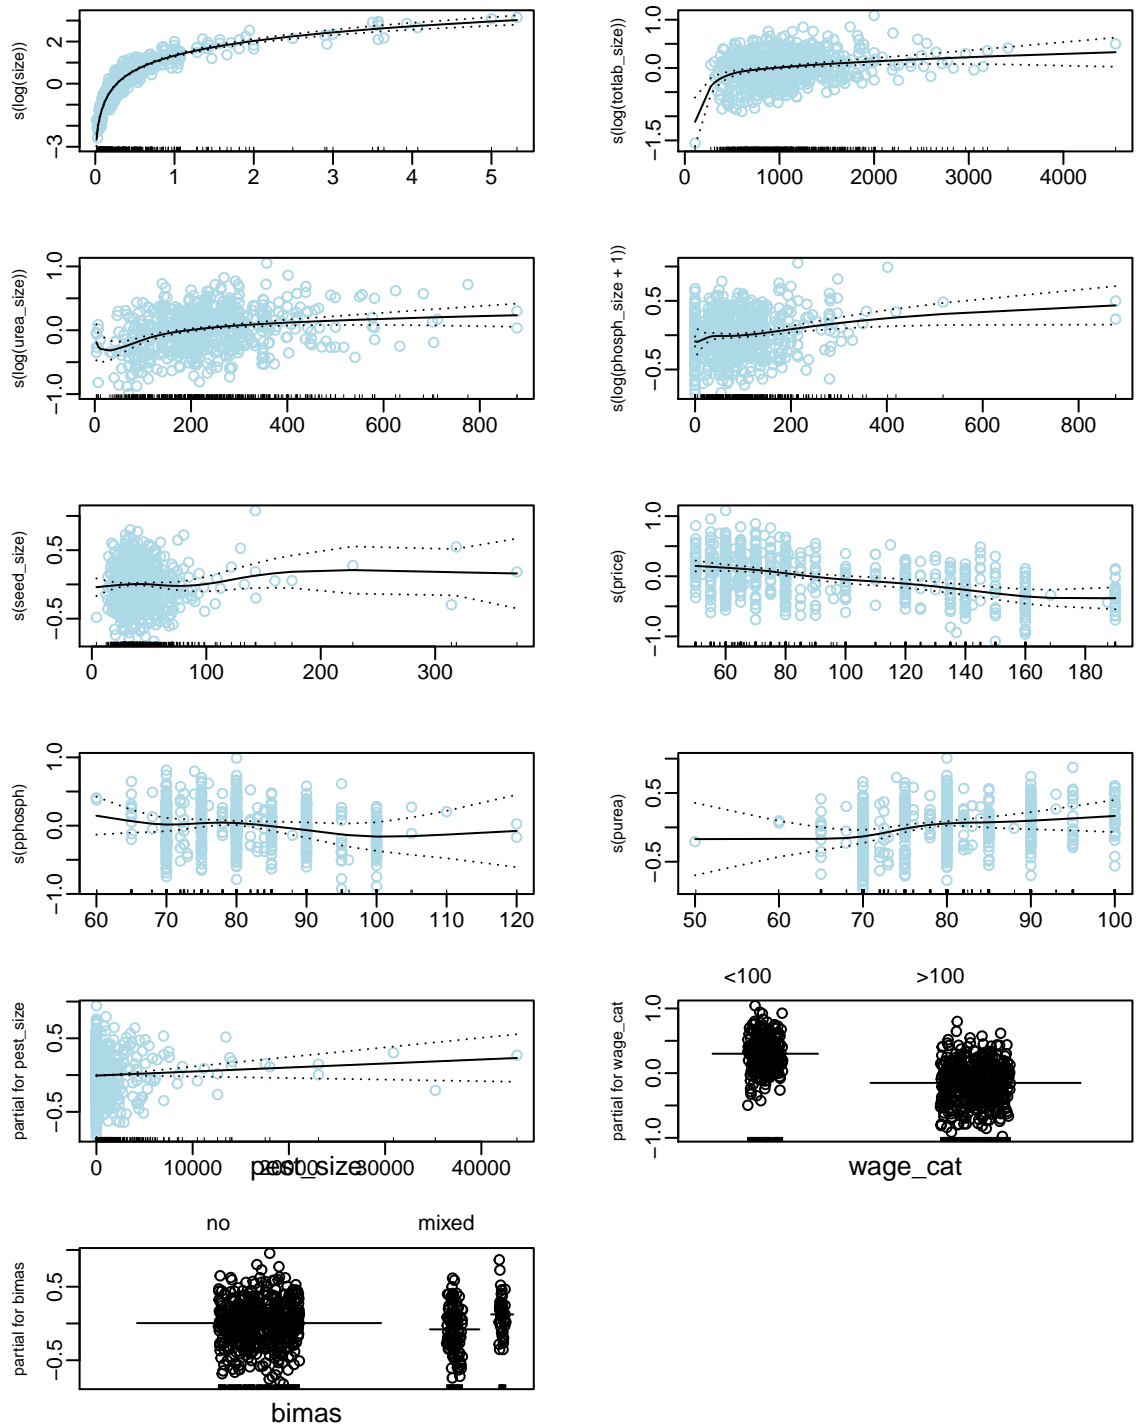 s(log(size))
−3 0 2
0 1 2 3 4 5
s(log(totlab_size))
−1.5 0.0 1.0
0 1000 2000 3000 4000
s(log(urea_size))
−1.0 0.0 1.0
0 200 400 600 800
s(log(phosph_size + 1))
−0.5 0.5
0 200 400 600 800
s(seed_size)
−0.5 0.5
0 100 200 300
s(price)
−1.0 0.0 1.0
60 80 100 120 140 160 180
s(pphosph)
−1.0 0.0 1.0
60 70 80 90 100 110 120
s(purea)
−0.5 0.5
50 60 70 80 90 100
partial for pest_size
−0.5 0.5
0 10000 20000 30000 40000
pest_size
<100 >100
partial for wage_cat
−1.0 0.0 1.0
wage_cat
no mixed
partial for bimas
−0.5 0.5
bimas